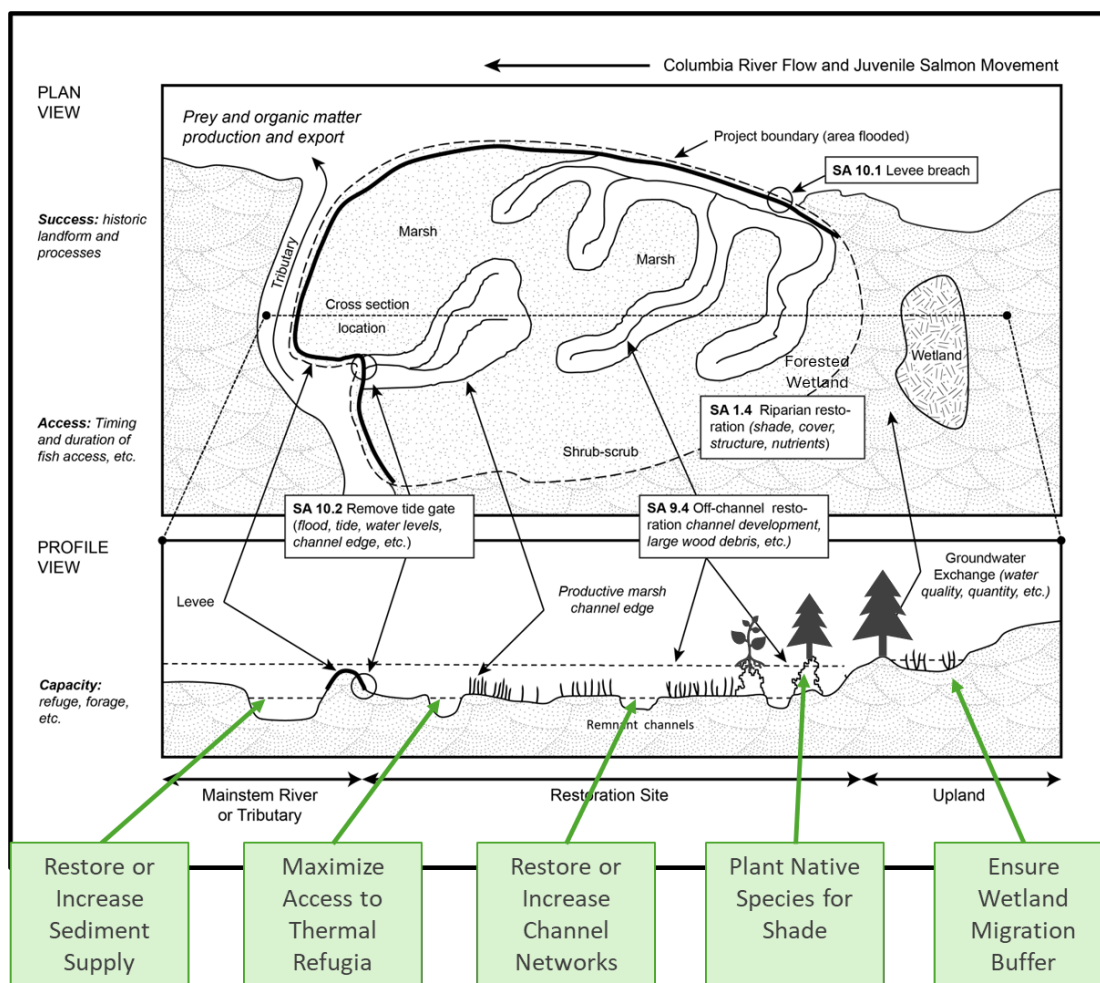 Columbia River Flow and Juvenile Salmon Movement
PLAN
VIEW
Prey and organic matter
production and export
Project boundary (area flooded)
SA 10.1 Levee breach
Success: historic
landform and
processes
Tributary
Marsh
Marsh
Cross section
location
Wetland
Forested
Wetland
SA 1.4 Riparian resto-
ration (shade, cover,
structure, nutrients)
Access: Timing
and duration of
fish access, etc.
Shrub-scrub
SA 10.2 Remove tide gate
(flood, tide, water levels,
channel edge, etc.)
SA 9.4 Off-channel resto-
ration channel development,
large wood debris, etc.)
PROFILE
VIEW
Levee
Productive marsh
channel edge
Groundwater
Exchange (water
quality, quantity, etc.)
Capacity:
refuge, forage,
etc.
Remnant channels
Mainstem River
or Tributary
Restoration Site
Upland
Restore or
Increase
Sediment
Supply
Maximize
Access to
Thermal
Refugia
Restore or
Increase
Channel
Networks
Plant Native
Species for
Shade
Ensure
Wetland
Migration
Buffer